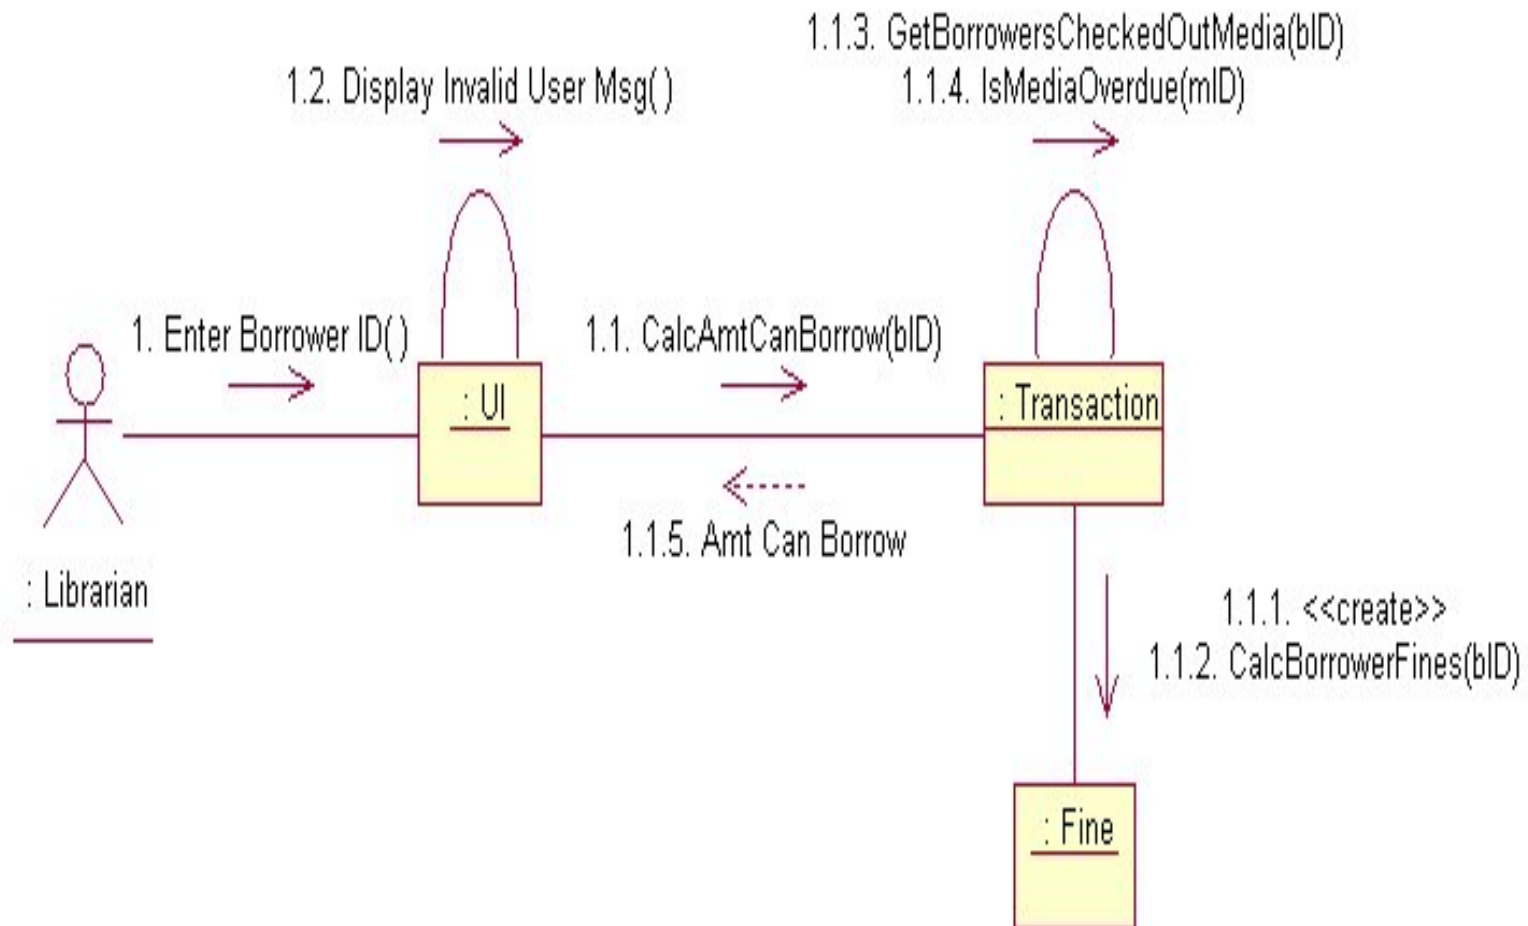 1.1.3. GetBorrowersCheckedOutMedia(bID)
1.2. Display Invalid User Msg( )
1.1.4. IsMediaOverdue(mID)
1. Enter Borrower ID( )
1.1. CalcAmtCanBorrow(bID)
: UI
: Transaction
1.1.5. Amt Can Borrow
: Librarian
1.1.1. <<create>>
1.1.2. CalcBorrowerFines(bID)
: Fine